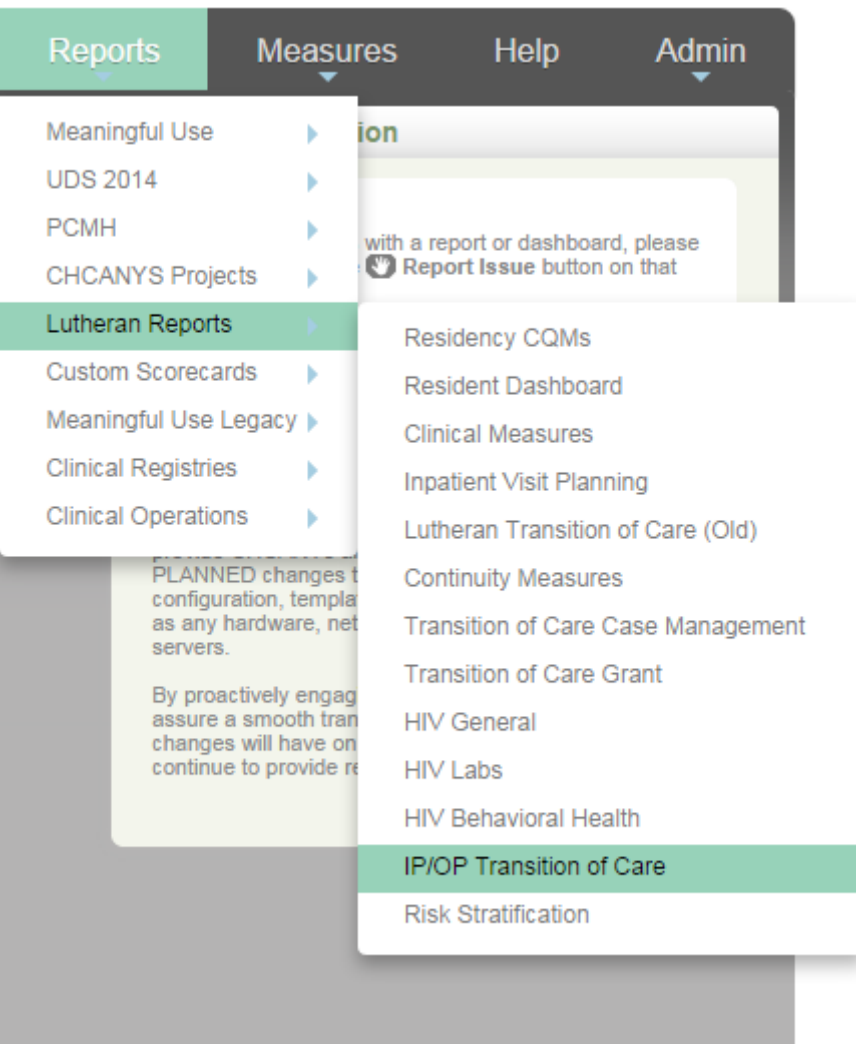 Reports Measures Help Admin
Meaningful Use
UDS 2014
PCMH
CHCANYS Projects
Lutheran Reports
Custom Scorecards
Meaningful Use Legacy
Clinical Registries
Clinical Operations
ion
with a report or dashboard, please
Report Issue button on that
Residency CQMs
Resident Dashboard
Clinical Measures
Inpatient Visit Planning
Lutheran Transition of Care (Old)
Continuity Measures
Transition of Care Case Management
Transition of Care Grant
HIV General
HIV Labs
HIV Behavioral Health
IP/OP Transition of Care
Risk Stratification
PLANNED changes t
configuration, templa
as any hardware, net
servers.
By proactively engag
assure a smooth tran
changes will have on
continue to provide re